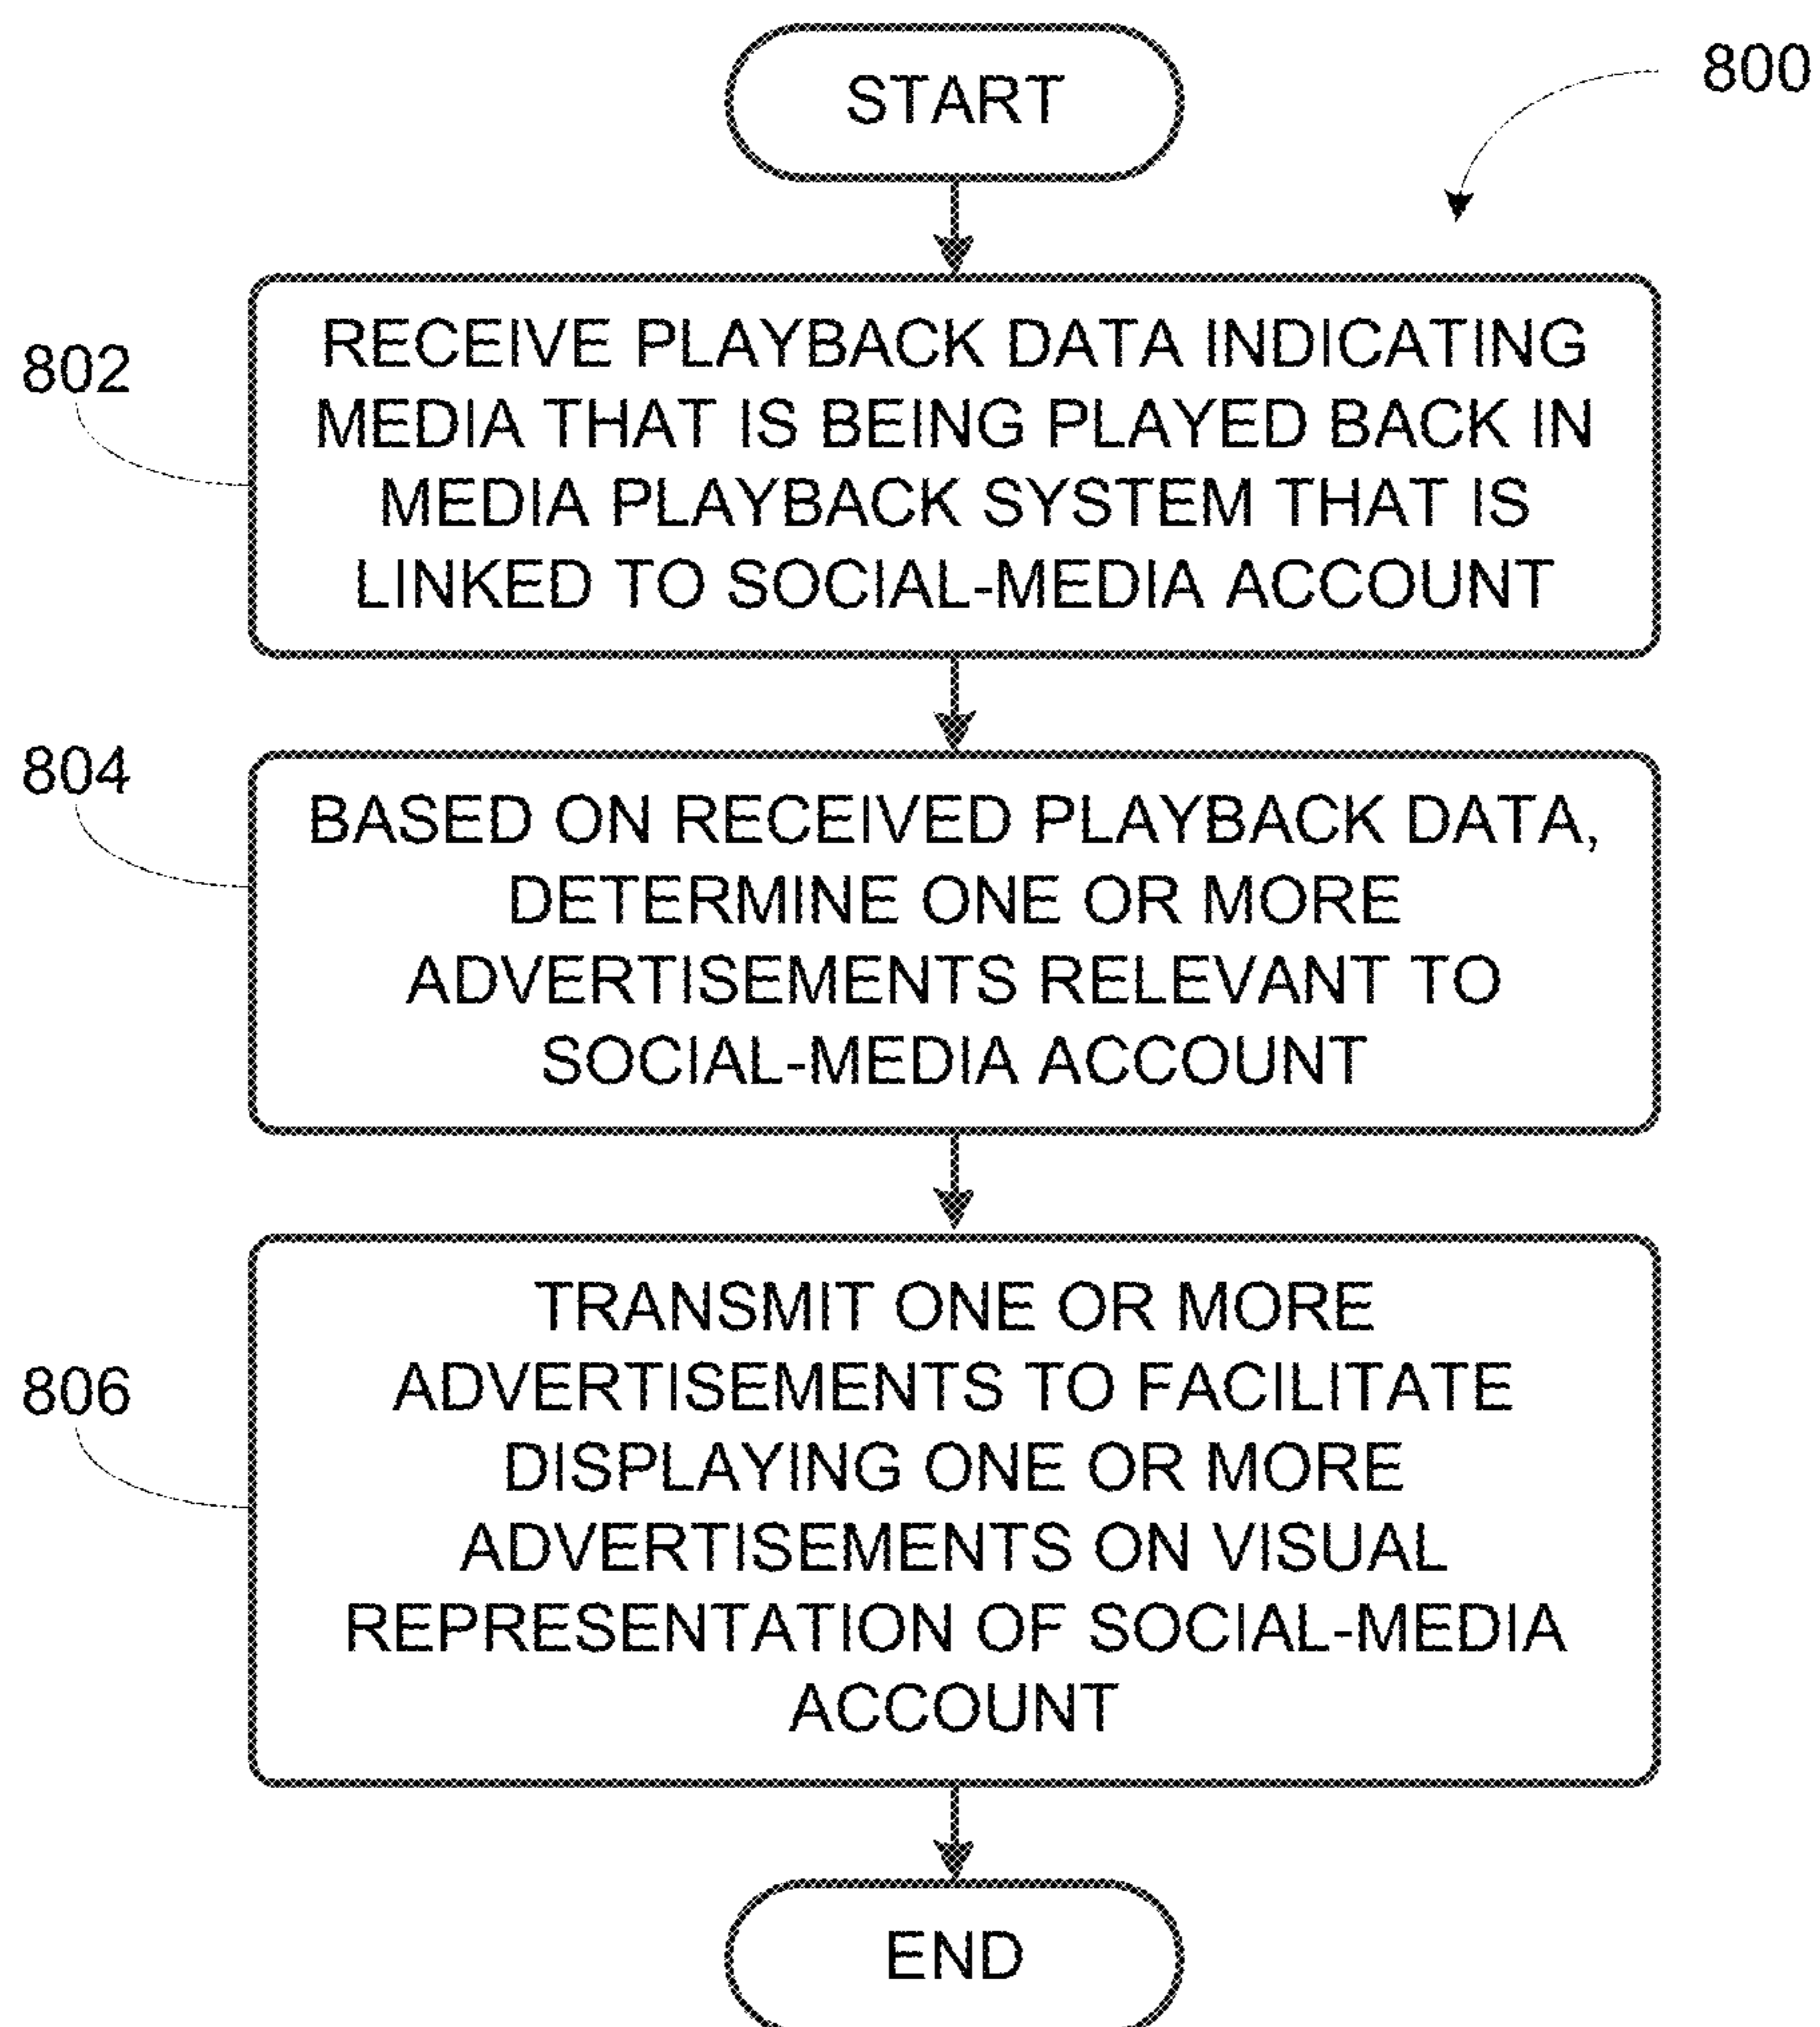 START
800
802
RECEIVE PLAYBACK DATA INDICATING
MEDIA THAT IS BEING PLAYED BACK IN
MEDIA PLAYBACK SYSTEM THAT IS
LINKED TO SOCIAL-MEDIA ACCOUNT
804
BASED ON RECEIVED PLAYBACK DATA,
DETERMINE ONE OR MORE
ADVERTISEMENTS RELEVANT TO
SOCIAL-MEDIA ACCOUNT
806
TRANSMIT ONE OR MORE
ADVERTISEMENTS TO FACILITATE
DISPLAYING ONE OR MORE
ADVERTISEMENTS ON VISUAL
REPRESENTATION OF SOCIAL-MEDIA
ACCOUNT
END